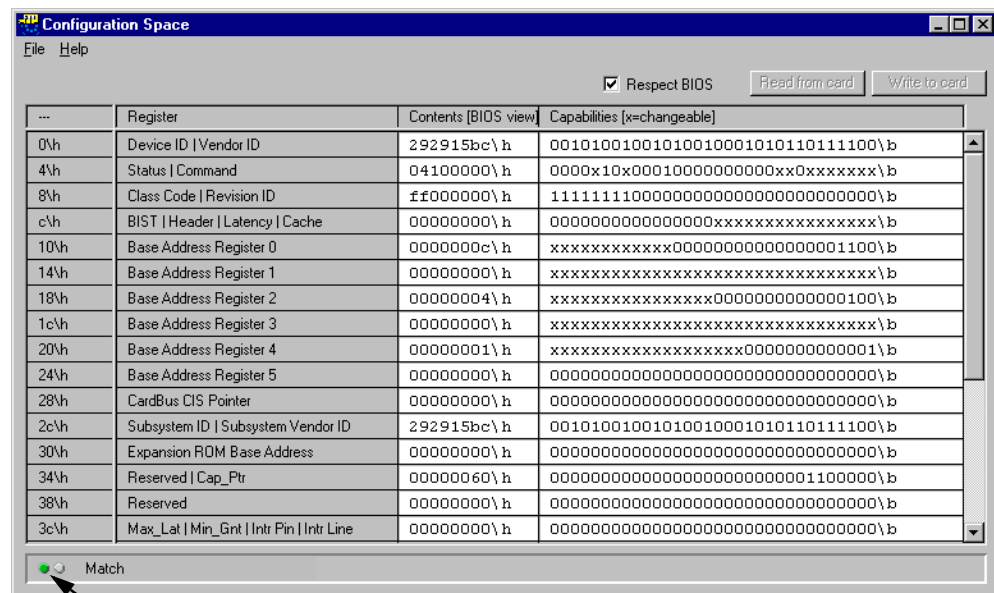 Configuration Space
File Help
Respect BIOS Read from card Write to card
--- Register Contents [BIOS view] Capabilities [x=changeable]
0\h Device ID | Vendor ID 292915bc\h 00101001001010010001010110111100\b
4\h Status | Command 04100000\h 0000x10x00010000000000xx0xxxxxxx\b
8\h Class Code | Revision ID ff000000\h 11111111000000000000000000000000\b
c\h BIST | Header | Latency | Cache 00000000\h 0000000000000000xxxxxxxxxxxxxxxx\b
10\h Base Address Register 0 0000000c\h xxxxxxxxxxxx00000000000000001100\b
14\h Base Address Register 1 00000000\h xxxxxxxxxxxxxxxxxxxxxxxxxxxxxxxx\b
18\h Base Address Register 2 00000004\h xxxxxxxxxxxxxxxx0000000000000100\b
1c\h Base Address Register 3 00000000\h xxxxxxxxxxxxxxxxxxxxxxxxxxxxxxxx\b
20\h Base Address Register 4 00000001\h xxxxxxxxxxxxxxxxxxx0000000000001\b
24\h Base Address Register 5 00000000\h 00000000000000000000000000000000\b
28\h CardBus CIS Pointer 00000000\h 00000000000000000000000000000000\b
2c\h Subsystem ID | Subsystem Vendor ID 292915bc\h 00101001001010010001010110111100\b
30\h Expansion ROM Base Address 00000000\h 00000000000000000000000000000000\b
34\h Reserved | Cap_Ptr 00000060\h 00000000000000000000000001100000\b
38\h Reserved 00000000\h 00000000000000000000000000000000\b
3c\h Max_Lat | Min_Gnt | Intr Pin | Intr Line 00000000\h 00000000000000000000000000000000\b
Match